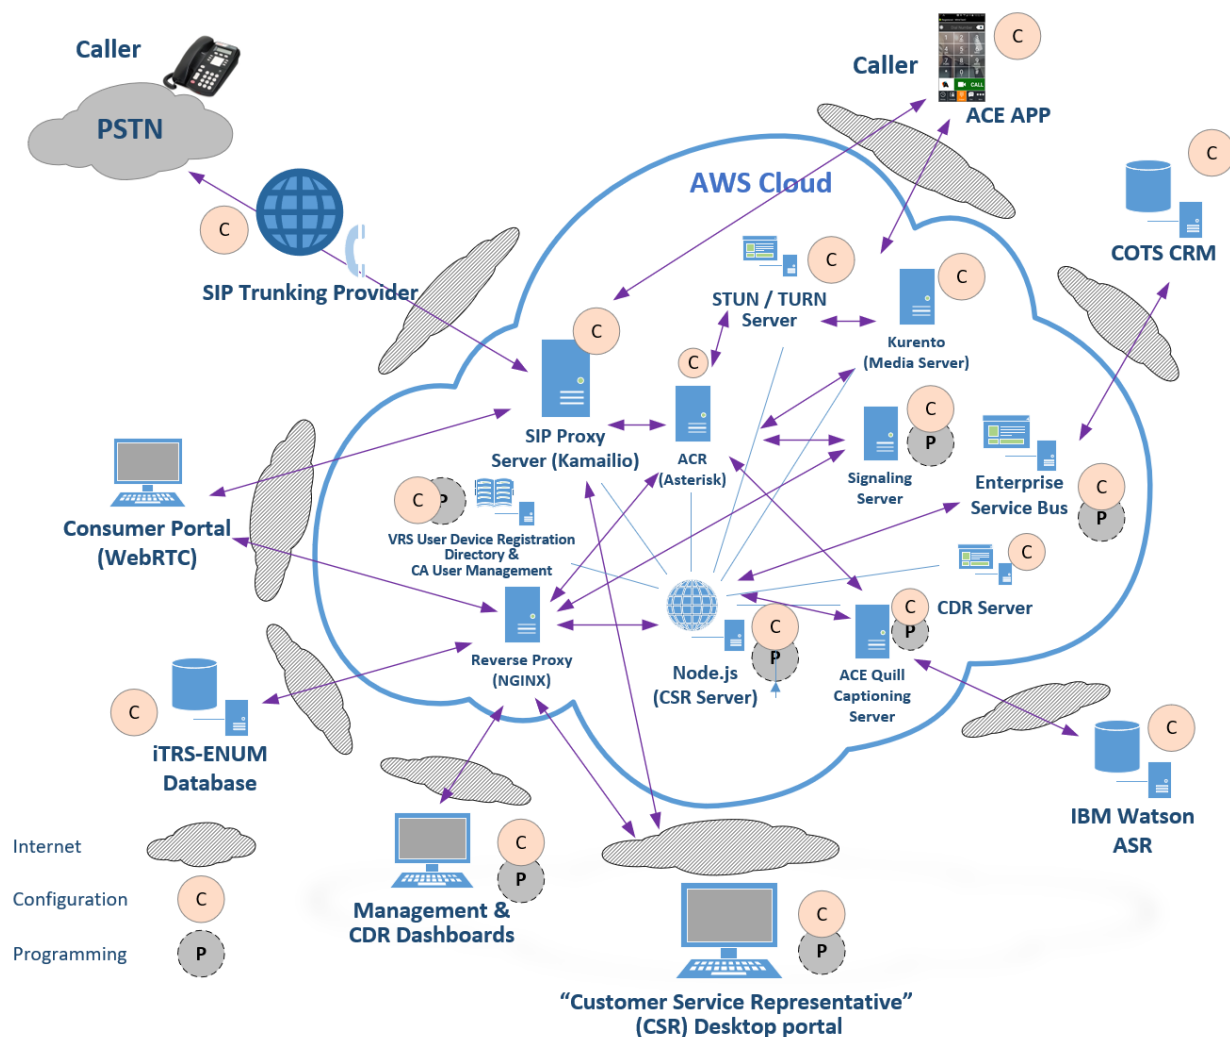 Caller
PSTN
C
SIP Trunking Provider
Caller
C
CALL
ACE APP
AWS Cloud
C
COTS CRM
C
STUN / TURN
Server
C
Kurento
(Media Server)
C
SIP Proxy
Server (Kamailio)
C
ACR
(Asterisk)
C
P
Signaling
Server
Enterprise
Service Bus
C
P
Consumer Portal
(WebRTC)
C
P
VRS User Device Registration
Directory &
CA User Management
C
CDR Server
Reverse Proxy
(NGINX)
Node.js
(CSR Server)
C
P
C
P
ACE Quill
Captioning
Server
C
iTRS-ENUM
Database
C
IBM Watson
ASR
Internet
Configuration
C
Programming
P
C
P
Management &
CDR Dashboards
C
P
“Customer Service Representative”
(CSR) Desktop portal